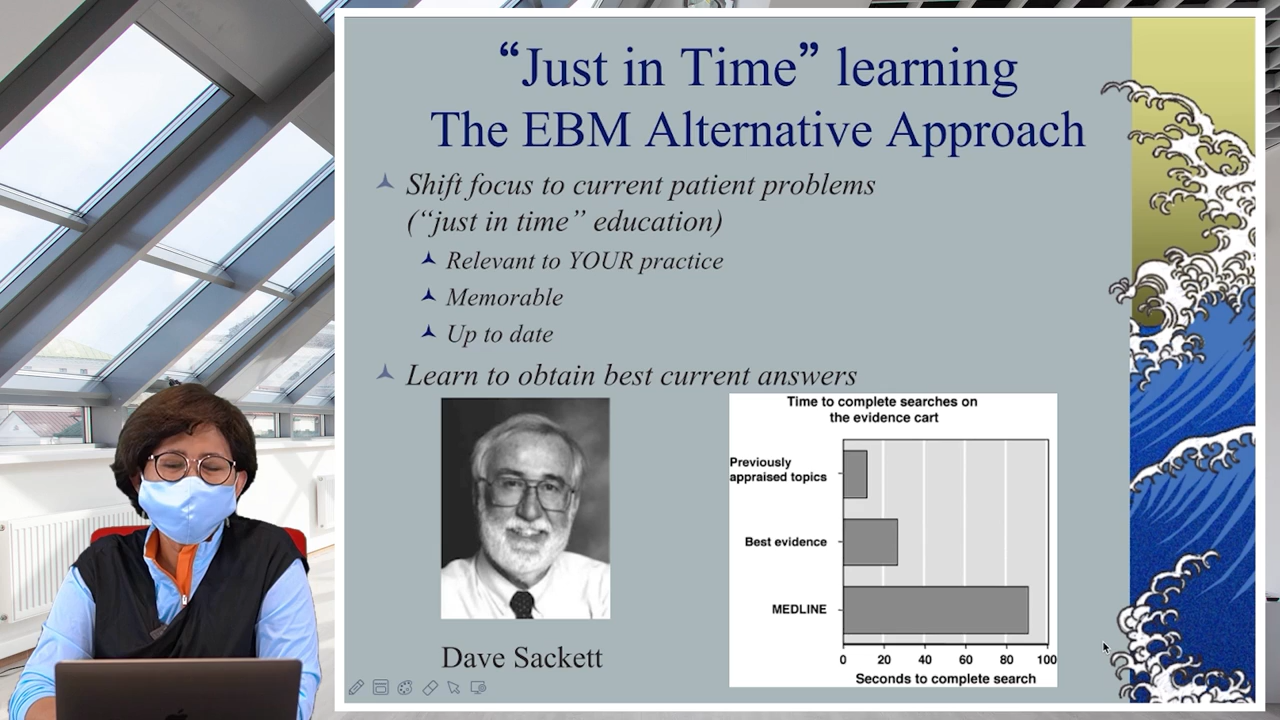 “Just in Time” learning
The EBM Alternative Approach
Shift focus to current patient problems
(“just in time” education)
Relevant to YOUR practice
Memorable
Up to date
Learn to obtain best current answers
Dave Sackett
Time to complete searches on
the evidence cart
Previously
appraised topics
Best evidence
MEDLINE
0 20 40 60 80 100
Seconds to complete search